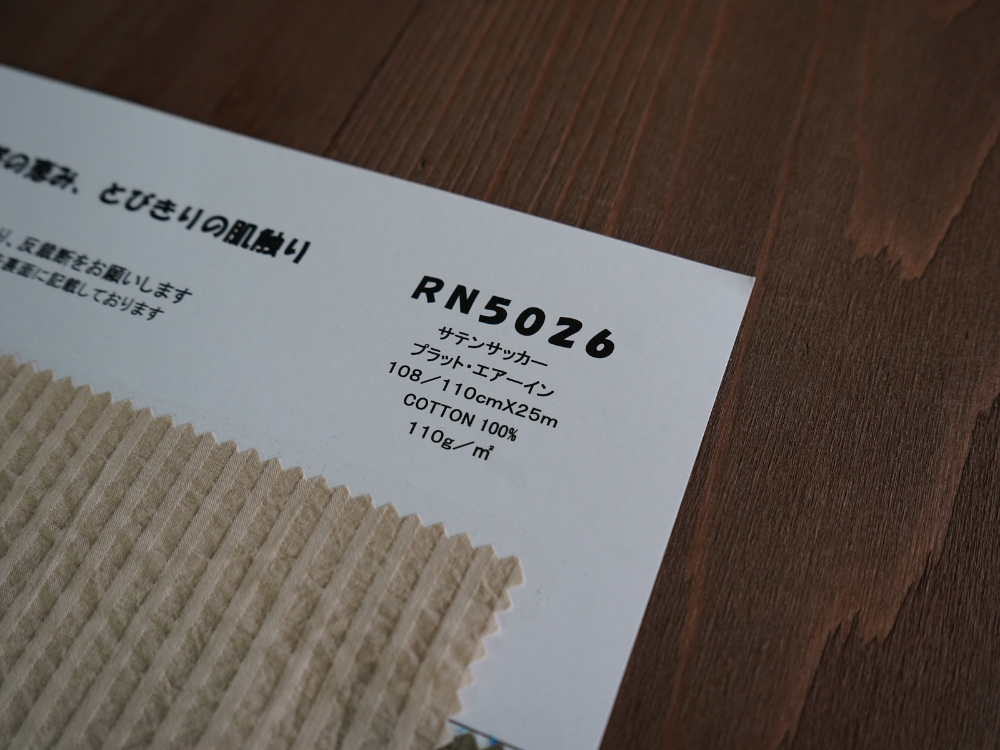 の恵み、とびきりの肌触り
り、反裁断をお願いします
裏面に記載しております
RN5026
サテンサッカー
プラット・エアーイン
108／110cmX25m
COTTON 100%
110g／㎡